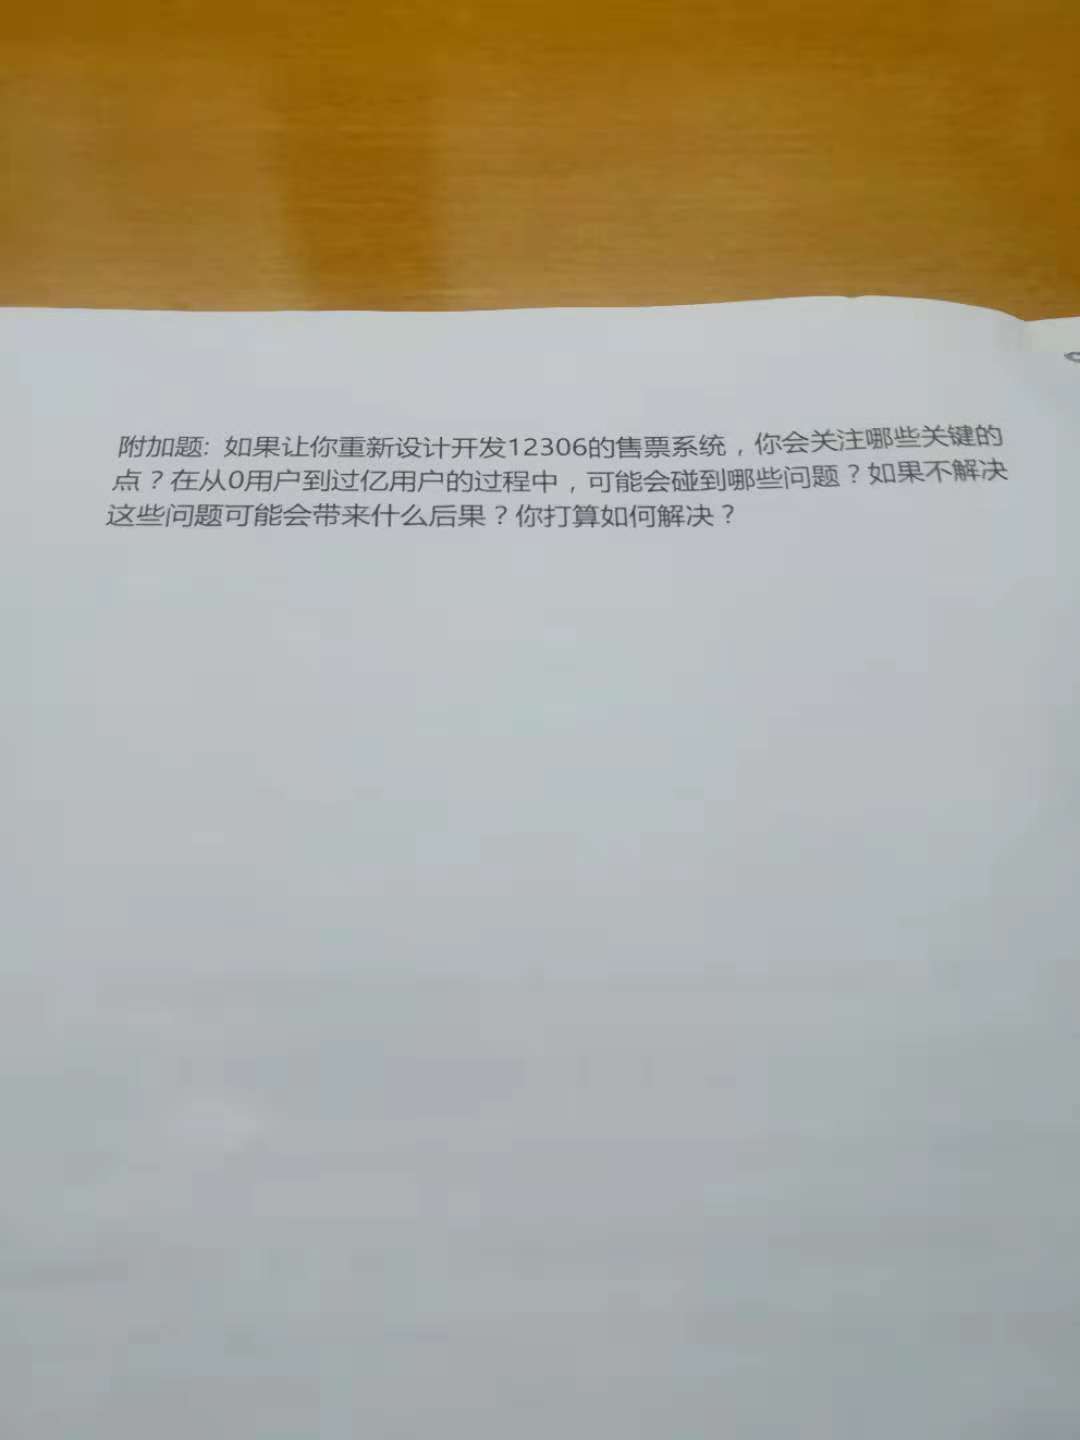 附加题: 如果让你重新设计开发12306的售票系统，你会关注哪些关键的
点？在从0用户到过亿用户的过程中，可能会碰到哪些问题？如果不解决
这些问题可能会带来什么后果？你打算如何解决？